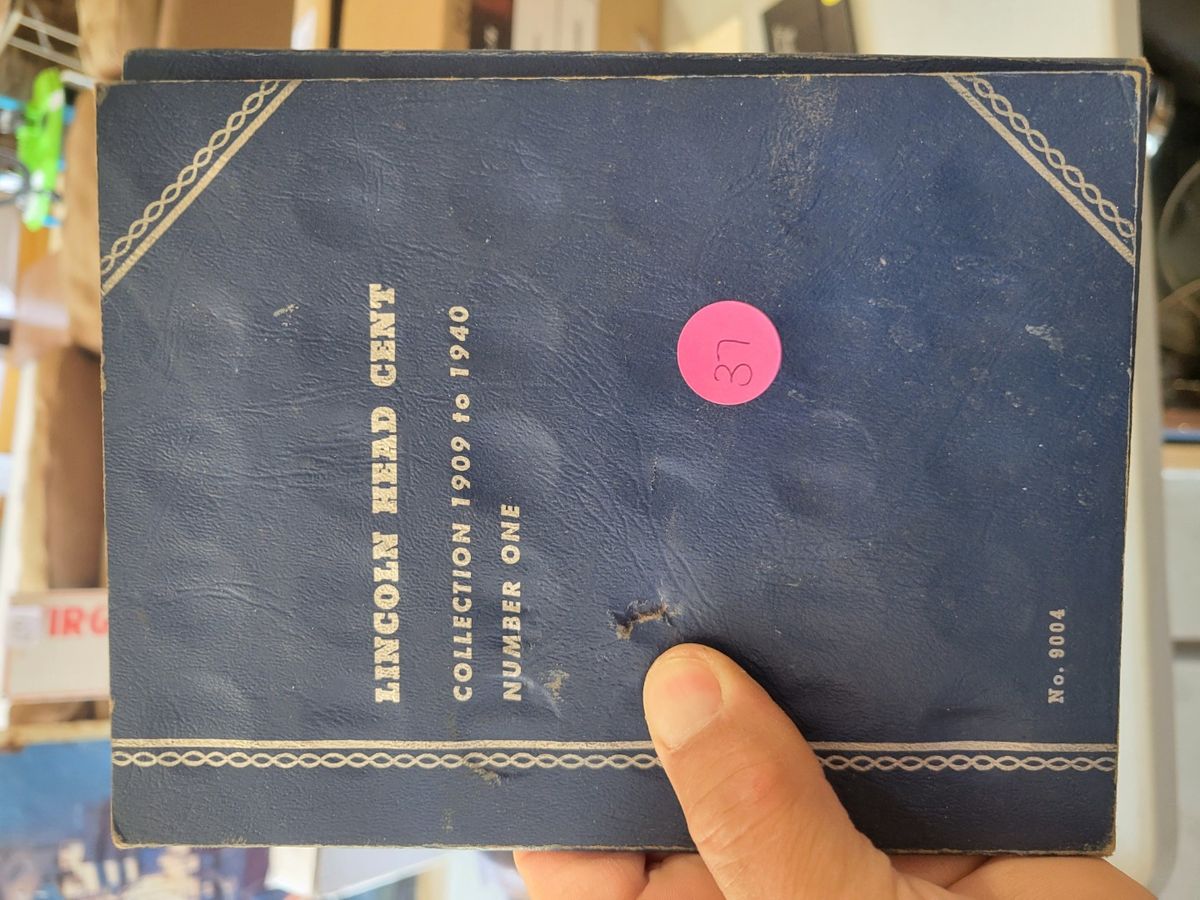 LINCOLN HEAD CENT
COLLECTION 1909 to 1940
NUMBER ONE
37
No. 9004